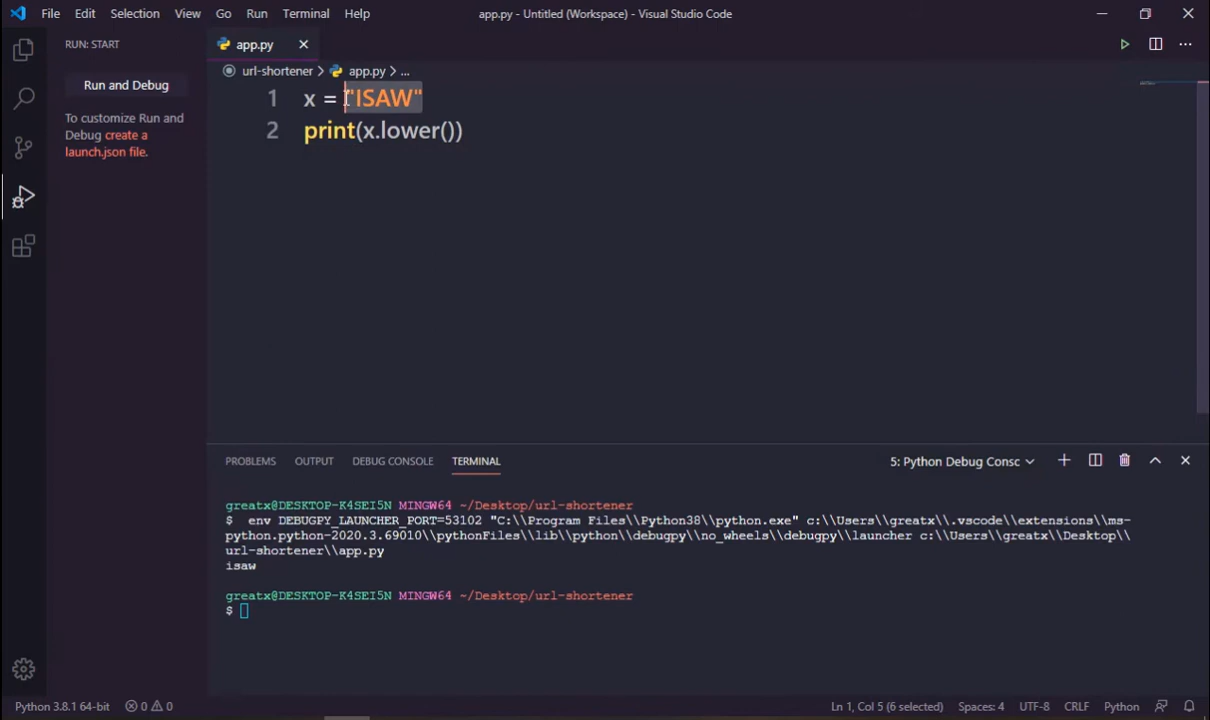 File Edit Selection View Go Run Terminal Help app.py - Untitled (Workspace) - Visual Studio Code
RUN: START
app.py
Run and Debug
To customize Run and
Debug create a
launch.json file.
url-shortener > app.py > ...
1 x = "ISAW"
2 print(x.lower())
PROBLEMS OUTPUT DEBUG CONSOLE TERMINAL 5: Python Debug Consc
greatx@DESKTOP-K4SEI5N MINGW64 ~/Desktop/url-shortener
$ env DEBUGPY_LAUNCHER_PORT=53102 "C:\\Program Files\\Python38\\python.exe" c:\\Users\\greatx\\.vscode\\extensions\\ms-
python.python-2020.3.69010\\pythonFiles\\lib\\python\\debugpy\\no_wheels\\debugpy\\launcher c:\\Users\\greatx\\Desktop\\
url-shortener\\app.py
isaw
greatx@DESKTOP-K4SEI5N MINGW64 ~/Desktop/url-shortener
$
Python 3.8.1 64-bit 0 0 Ln 1, Col 5 (6 selected) Spaces: 4 UTF-8 CRLF Python